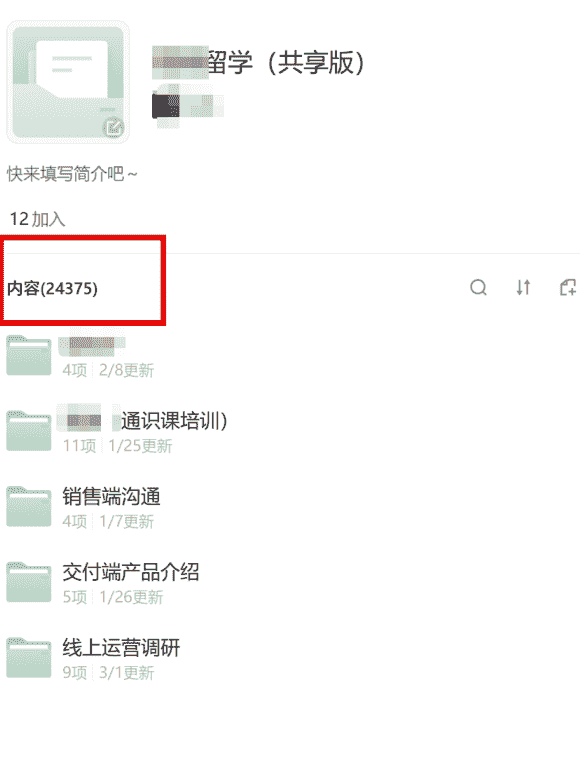 留学（共享版）
快来填写简介吧~
12加入
内容(24375)
4项 2/8更新
通识课培训）
11项 1/25更新
销售端沟通
4项 1/7更新
交付端产品介绍
5项 1/26更新
线上运营调研
9项 3/1更新